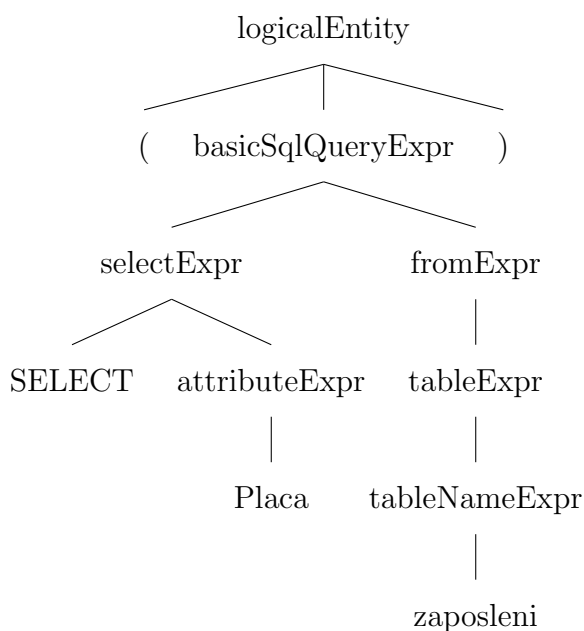 logicalEntity
( basicSqlQueryExpr )
selectExpr fromExpr
SELECT attributeExpr tableExpr
Placa tableNameExpr
zaposleni